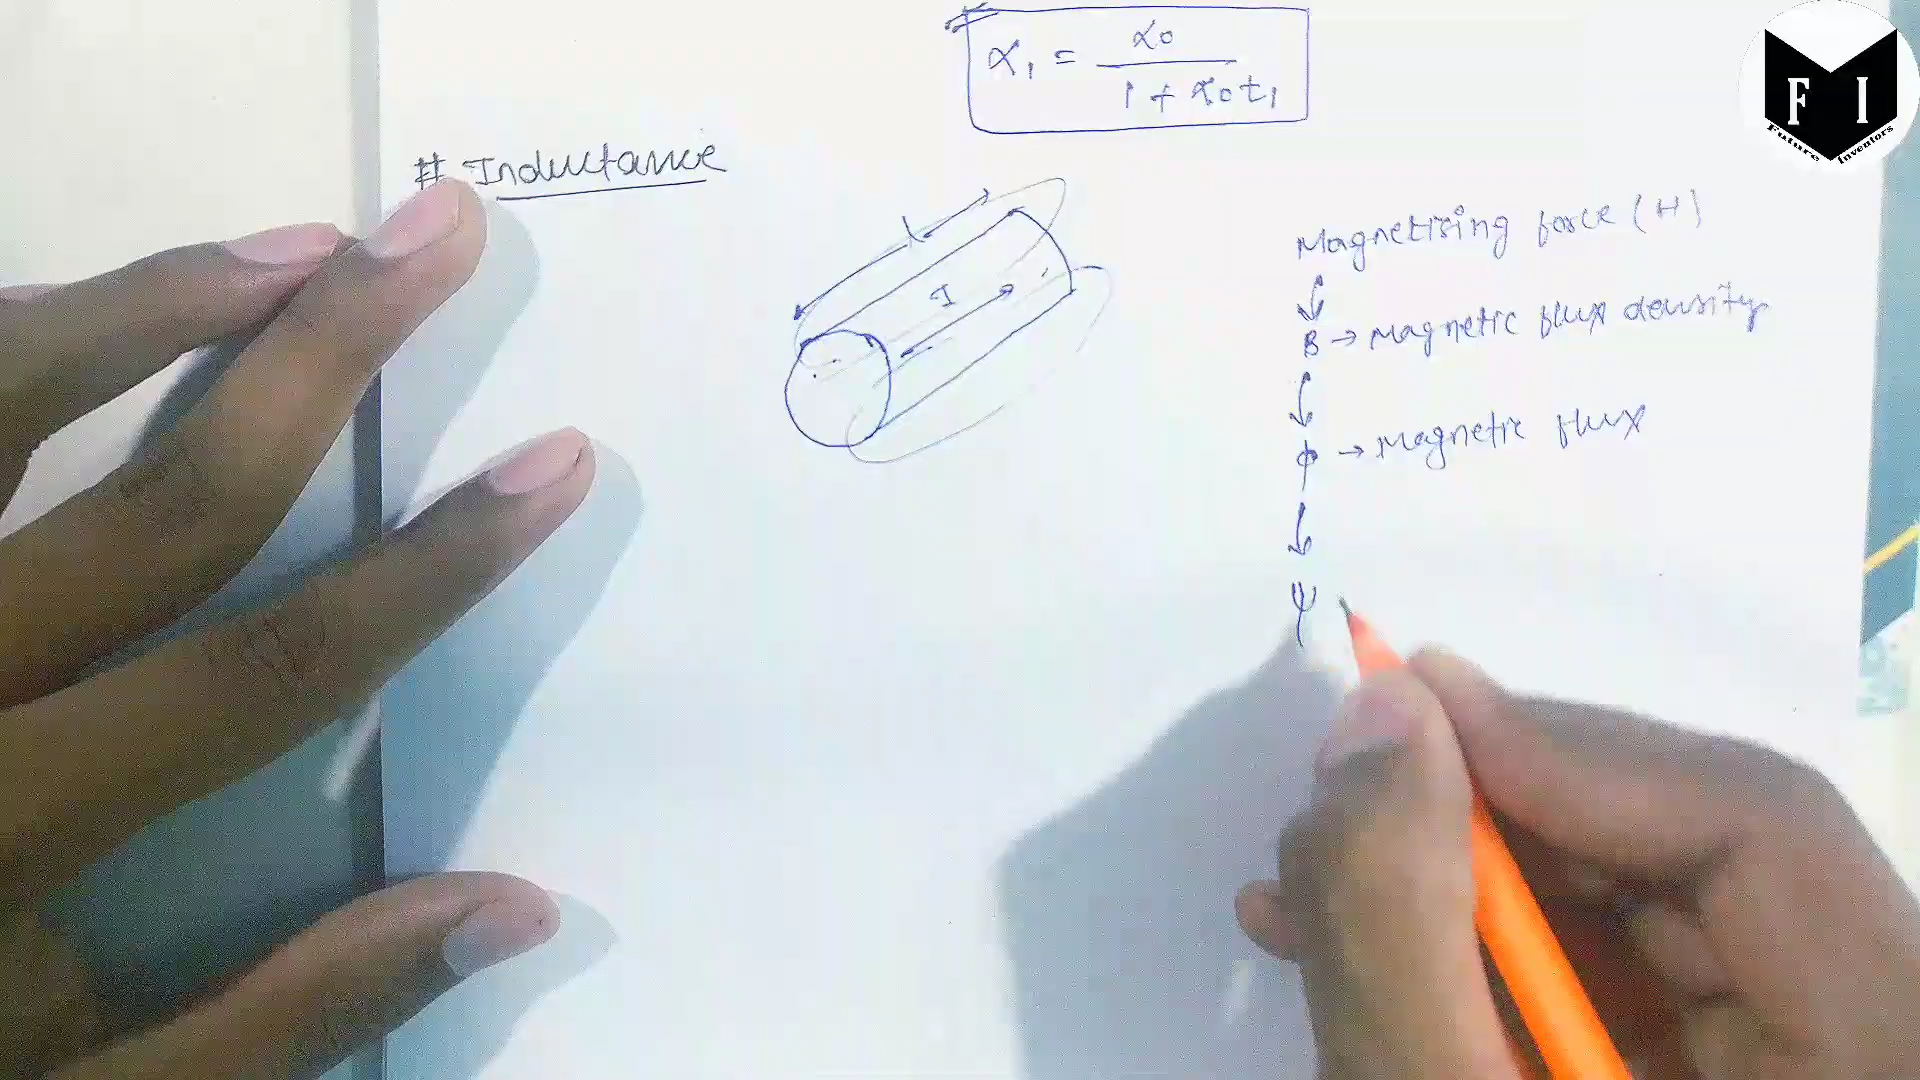 α₁ = α₀ / 1 + α₀t₁
F I
Future Inventors
# Inductance
l
I
Magnetising force (H)
↓
B → Magnetic flux density
↓
ϕ → Magnetic flux
↓
ψ